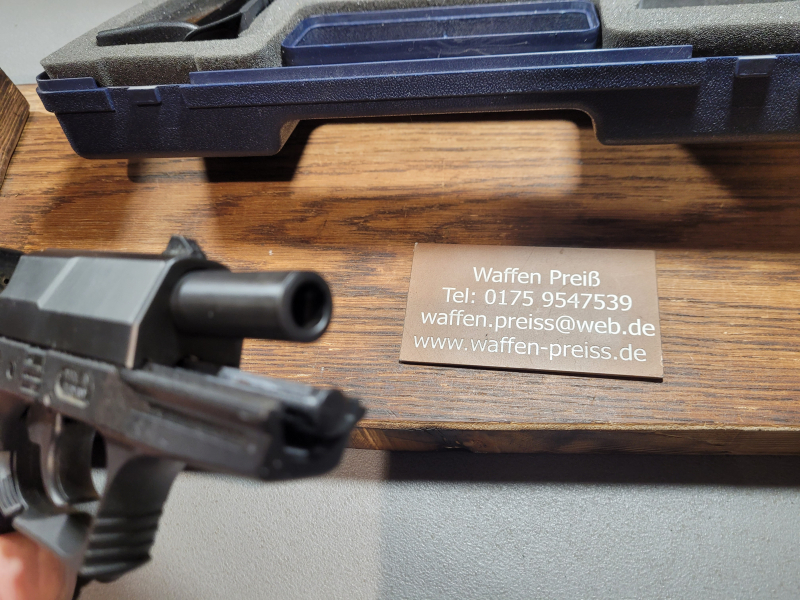 Waffen Preiß
Tel: 0175 9547539
waffen.preiss@web.de
www.waffen-preiss.de